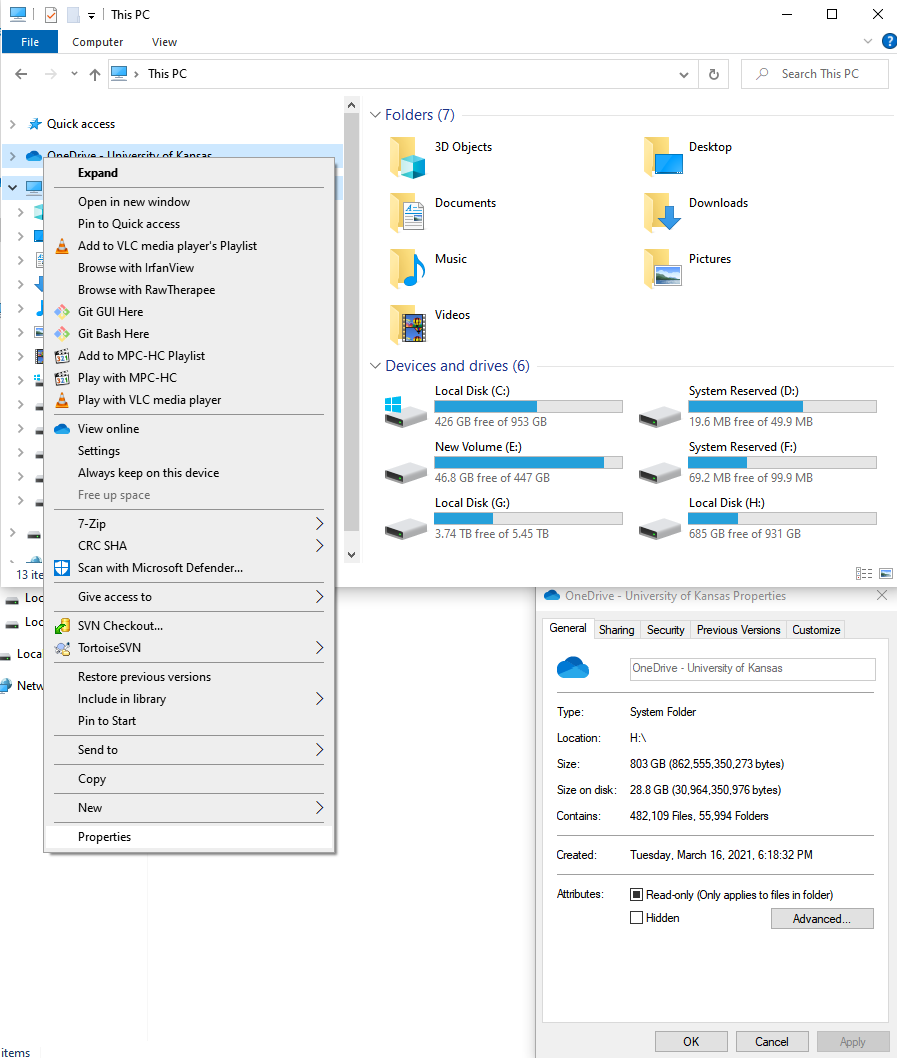 This PC
File Computer View
This PC
Search This PC
Quick access
OneDrive - University of Kansas
Expand
Open in new window
Pin to Quick access
Add to VLC media player's Playlist
Browse with IrfanView
Browse with RawTherapee
Git GUI Here
Git Bash Here
Add to MPC-HC Playlist
Play with MPC-HC
Play with VLC media player
View online
Settings
Always keep on this device
Free up space
7-Zip
CRC SHA
Scan with Microsoft Defender...
Give access to
SVN Checkout...
TortoiseSVN
Restore previous versions
Include in library
Pin to Start
Send to
Copy
New
Properties
Folders (7)
3D Objects
Desktop
Documents
Downloads
Music
Pictures
Videos
Devices and drives (6)
Local Disk (C:)
426 GB free of 953 GB
System Reserved (D:)
19.6 MB free of 49.9 MB
New Volume (E:)
46.8 GB free of 447 GB
System Reserved (F:)
69.2 MB free of 99.9 MB
Local Disk (G:)
3.74 TB free of 5.45 TB
Local Disk (H:)
685 GB free of 931 GB
13 ite
Loc
Loc
Loca
Netw
items
OneDrive - University of Kansas Properties
General Sharing Security Previous Versions Customize
OneDrive - University of Kansas
Type: System Folder
Location: H:\
Size: 803 GB (862,555,350,273 bytes)
Size on disk: 28.8 GB (30,964,350,976 bytes)
Contains: 482,109 Files, 55,994 Folders
Created: Tuesday, March 16, 2021, 6:18:32 PM
Attributes: Read-only (Only applies to files in folder)
Hidden Advanced...
OK Cancel Apply